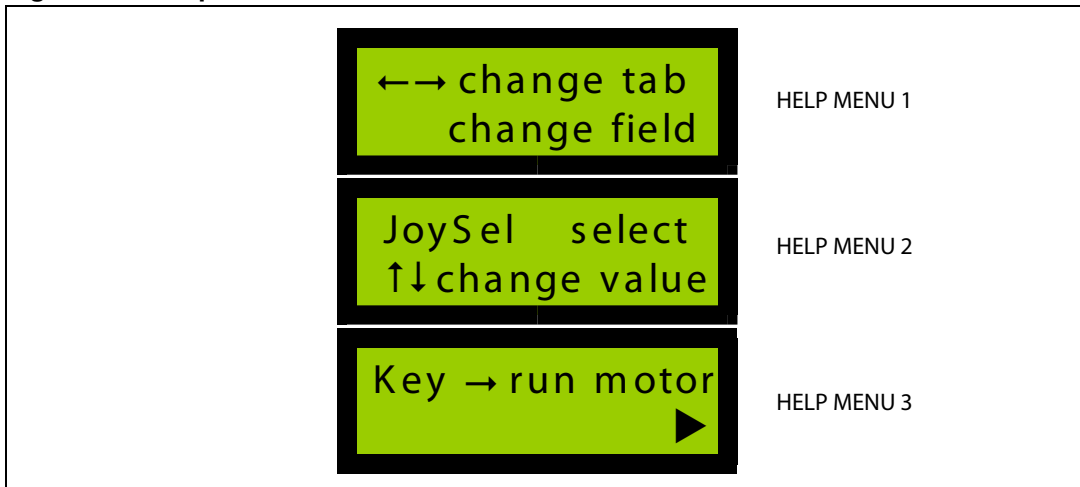 ←→ change tab
change field
HELP MENU 1
JoySel select
↑↓change value
HELP MENU 2
Key → run motor
▶
HELP MENU 3